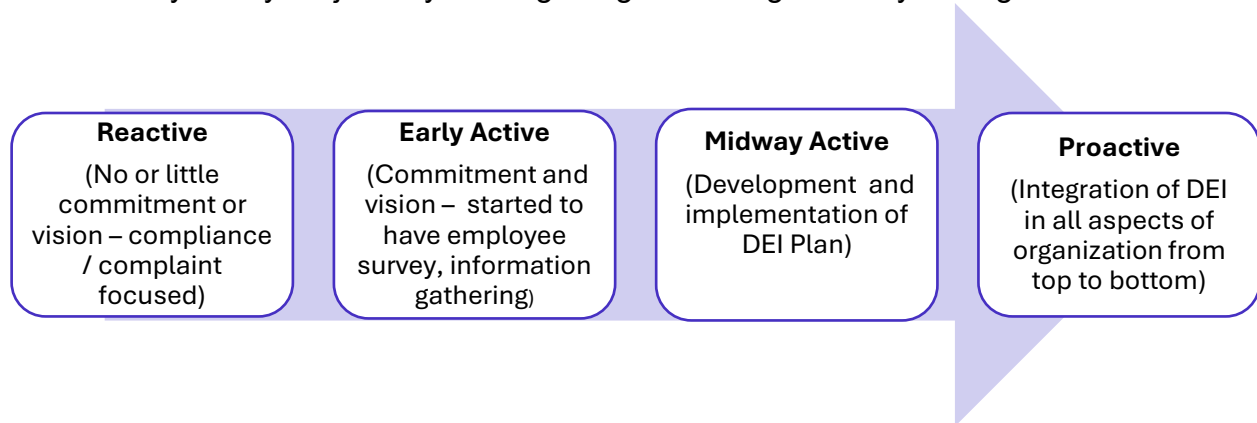 Reactive
(No or little
commitment or
vision – compliance
/ complaint
focused)
Early Active
(Commitment and
vision – started to
have employee
survey, information
gathering)
Midway Active
(Development and
implementation of
DEI Plan)
Proactive
(Integration of DEI
in all aspects of
organization from
top to bottom)